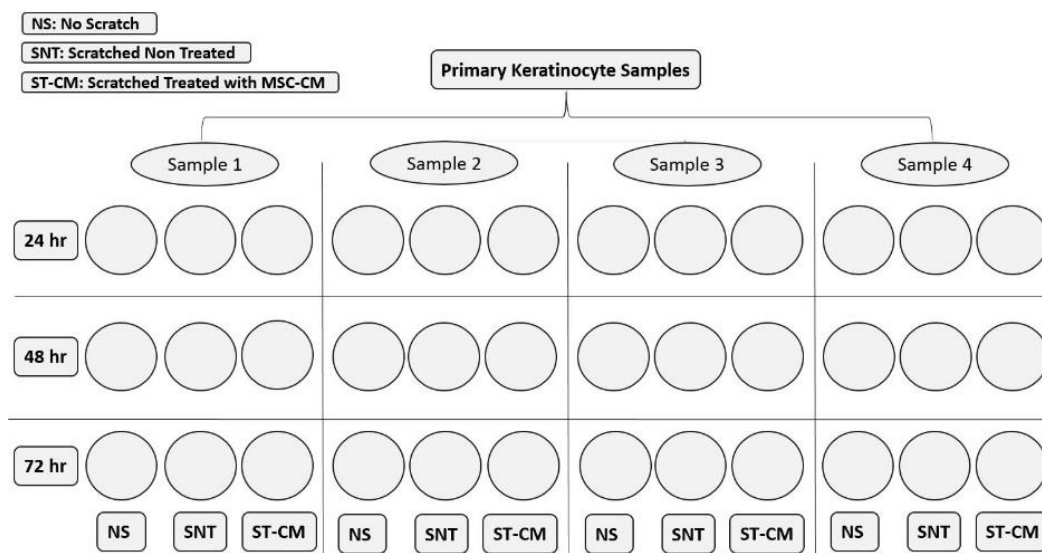 NS: No Scratch
SNT: Scratched Non Treated
ST-CM: Scratched Treated with MSC-CM
Primary Keratinocyte Samples
Sample 1 Sample 2 Sample 3 Sample 4
24 hr
48 hr
72 hr
NS SNT ST-CM NS SNT ST-CM NS SNT ST-CM NS SNT ST-CM